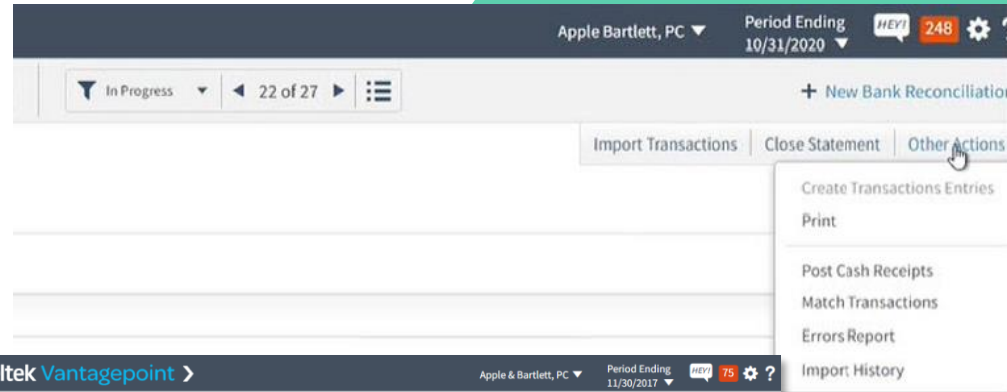 Apple Bartlett, PC
Period Ending
10/31/2020
HEY!
248
In Progress
22 of 27
+ New Bank Reconciliation
Import Transactions
Close Statement
Other Actions
Create Transactions Entries
Print
Post Cash Receipts
Match Transactions
Errors Report
Import History
ltek Vantagepoint
Apple & Bartlett, PC
Period Ending
11/30/2017
HEY!
75
?